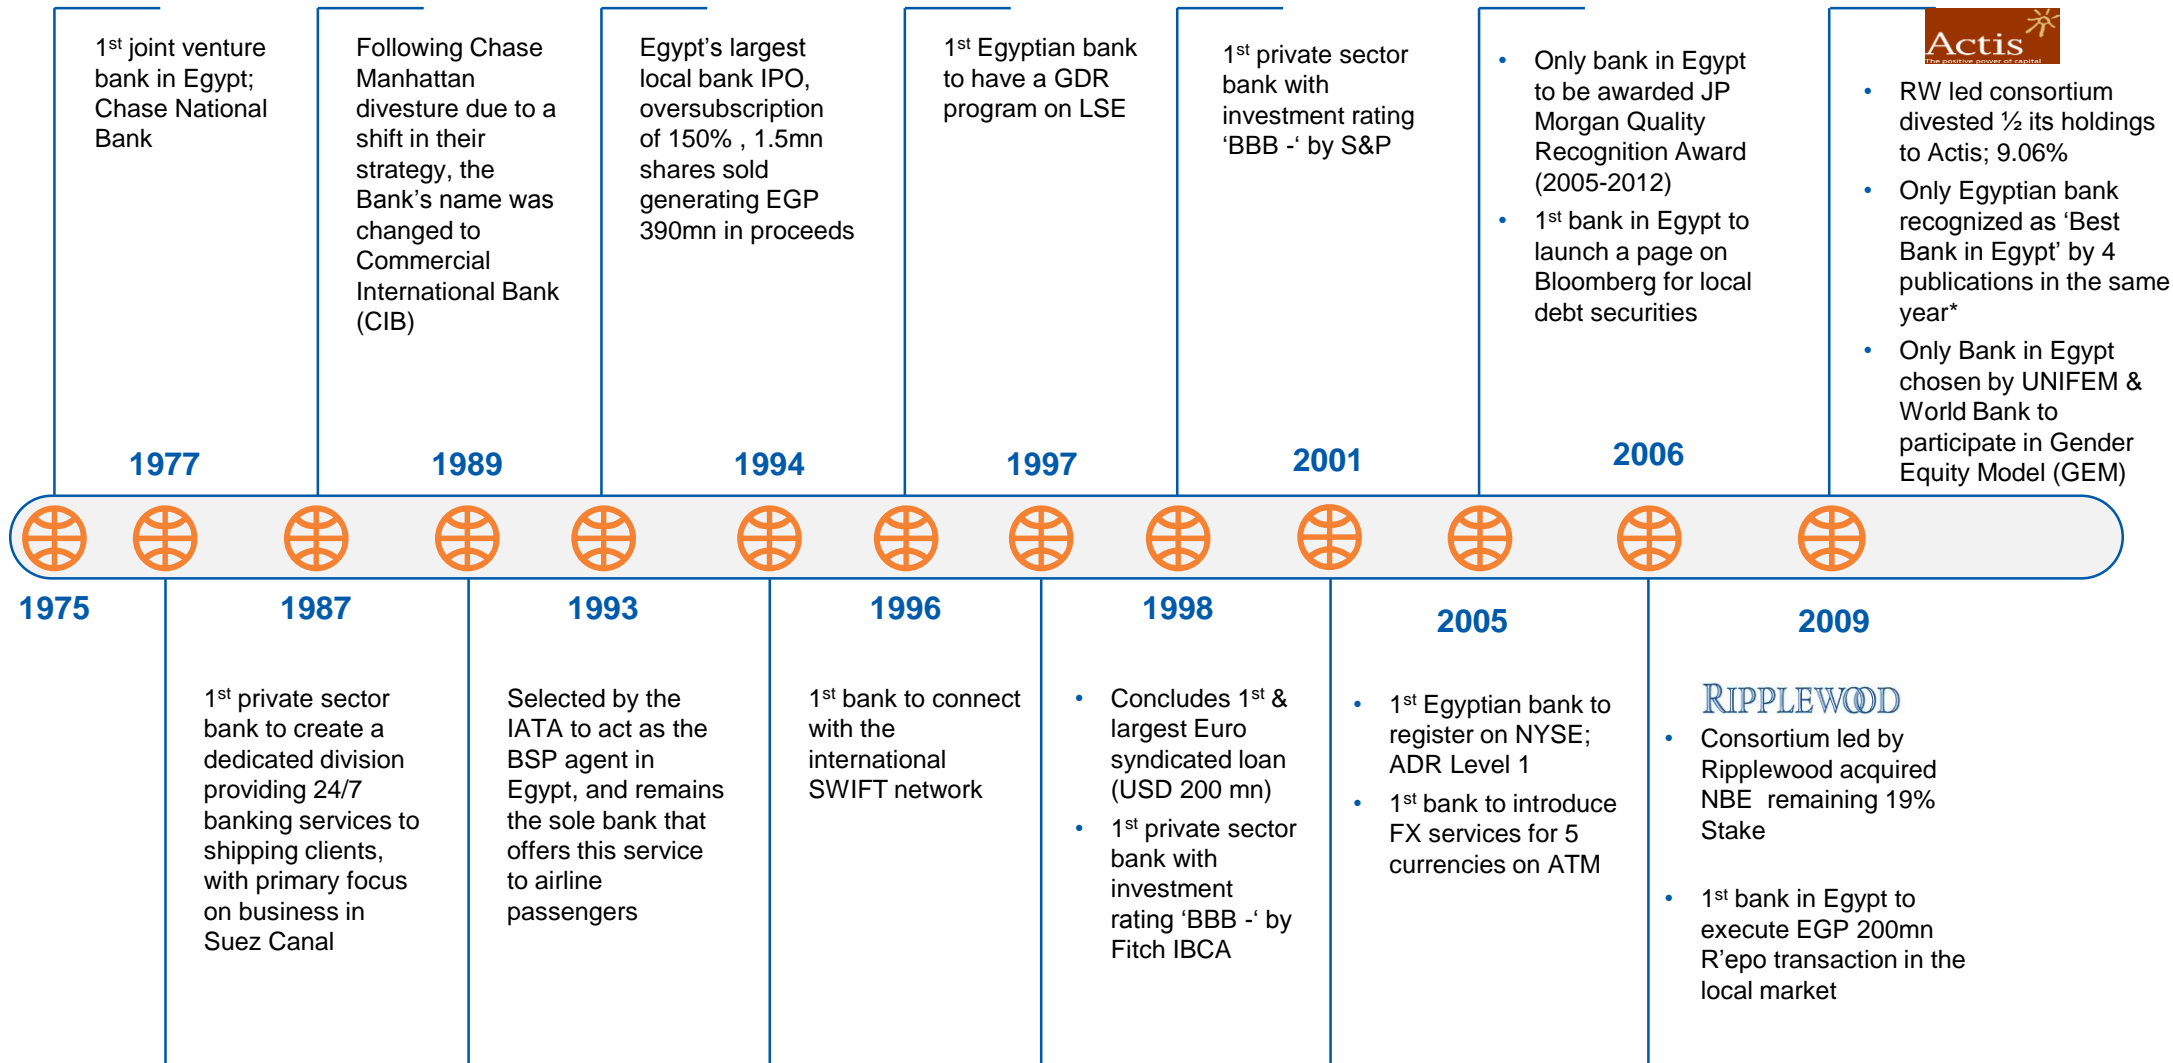 1st joint venture
bank in Egypt;
Chase National
Bank
Following Chase
Manhattan
divesture due to a
shift in their
strategy, the
Bank’s name was
changed to
Commercial
International Bank
(CIB)
Egypt’s largest
local bank IPO,
oversubscription
of 150% , 1.5mn
shares sold
generating EGP
390mn in proceeds
1st Egyptian bank
to have a GDR
program on LSE
1st private sector
bank with
investment rating
‘BBB -‘ by S&P
• Only bank in Egypt
to be awarded JP
Morgan Quality
Recognition Award
(2005-2012)
• 1st bank in Egypt to
launch a page on
Bloomberg for local
debt securities
Actis
The positive power of capital
• RW led consortium
divested ½ its holdings
to Actis; 9.06%
• Only Egyptian bank
recognized as ‘Best
Bank in Egypt’ by 4
publications in the same
year*
• Only Bank in Egypt
chosen by UNIFEM &
World Bank to
participate in Gender
Equity Model (GEM)
1977
1989
1994
1997
2001
2006
1975
1987
1993
1996
1998
2005
2009
1st private sector
bank to create a
dedicated division
providing 24/7
banking services to
shipping clients,
with primary focus
on business in
Suez Canal
Selected by the
IATA to act as the
BSP agent in
Egypt, and remains
the sole bank that
offers this service
to airline
passengers
1st bank to connect
with the
international
SWIFT network
• Concludes 1st &
largest Euro
syndicated loan
(USD 200 mn)
• 1st private sector
bank with
investment
rating ‘BBB -‘ by
Fitch IBCA
• 1st Egyptian bank to
register on NYSE;
ADR Level 1
• 1st bank to introduce
FX services for 5
currencies on ATM
RIPPLEWOOD
• Consortium led by
Ripplewood acquired
NBE remaining 19%
Stake
• 1st bank in Egypt to
execute EGP 200mn
R’epo transaction in the
local market